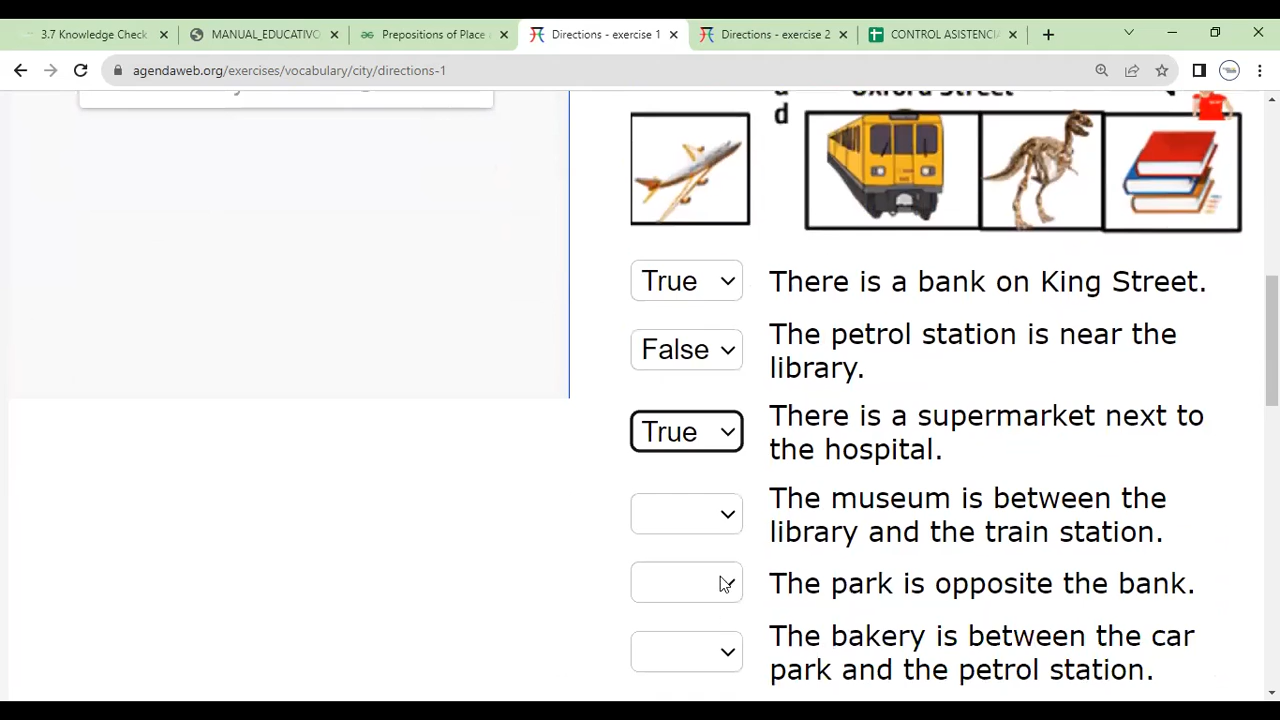 3.7 Knowledge Check
MANUAL_EDUCATIVO
Prepositions of Place
Directions - exercise 1
Directions - exercise 2
CONTROL ASISTENCIA
agendaweb.org/exercises/vocabulary/city/directions-1
d
Oxford Street
True
There is a bank on King Street.
False
The petrol station is near the
library.
True
There is a supermarket next to
the hospital.
The museum is between the
library and the train station.
The park is opposite the bank.
The bakery is between the car
park and the petrol station.